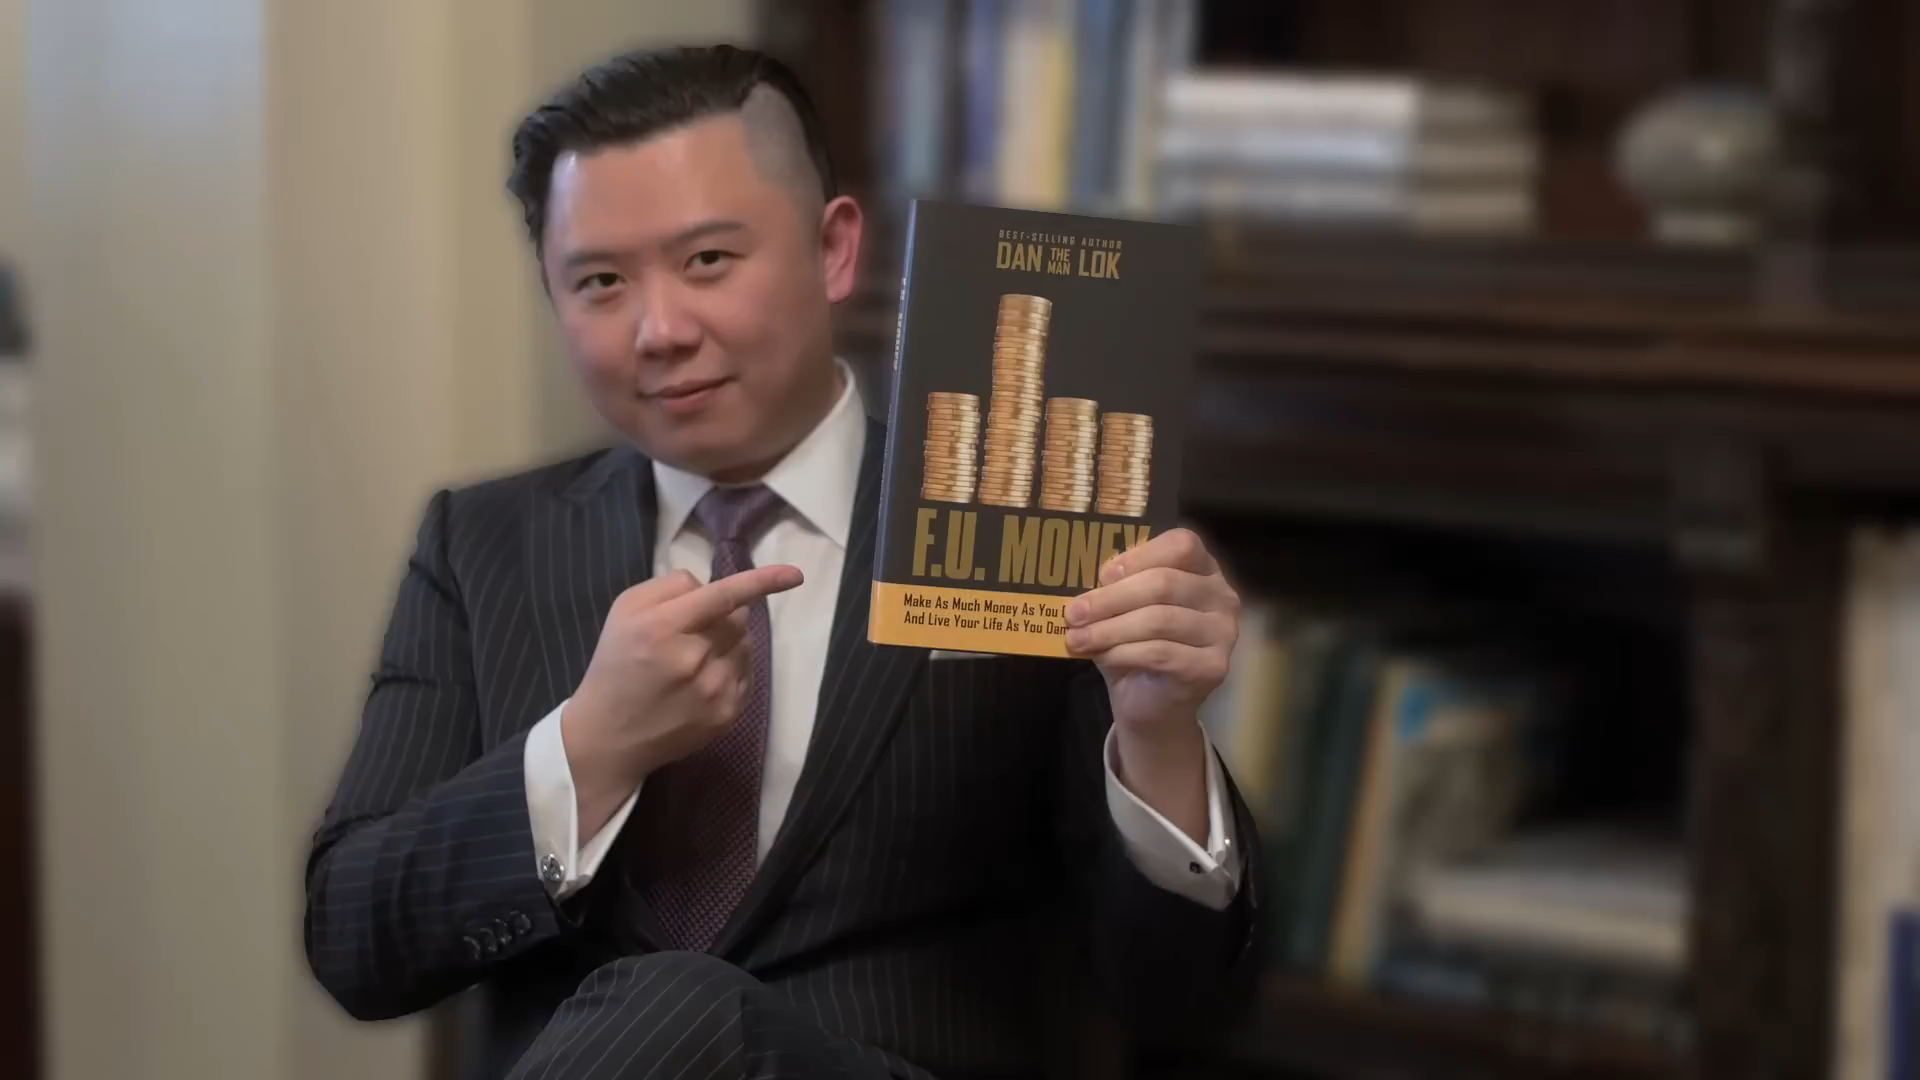 BEST-SELLING AUTHOR
DAN THE MAN LOK
F.U. MONEY
Make As Much Money As You
And Live Your Life As You